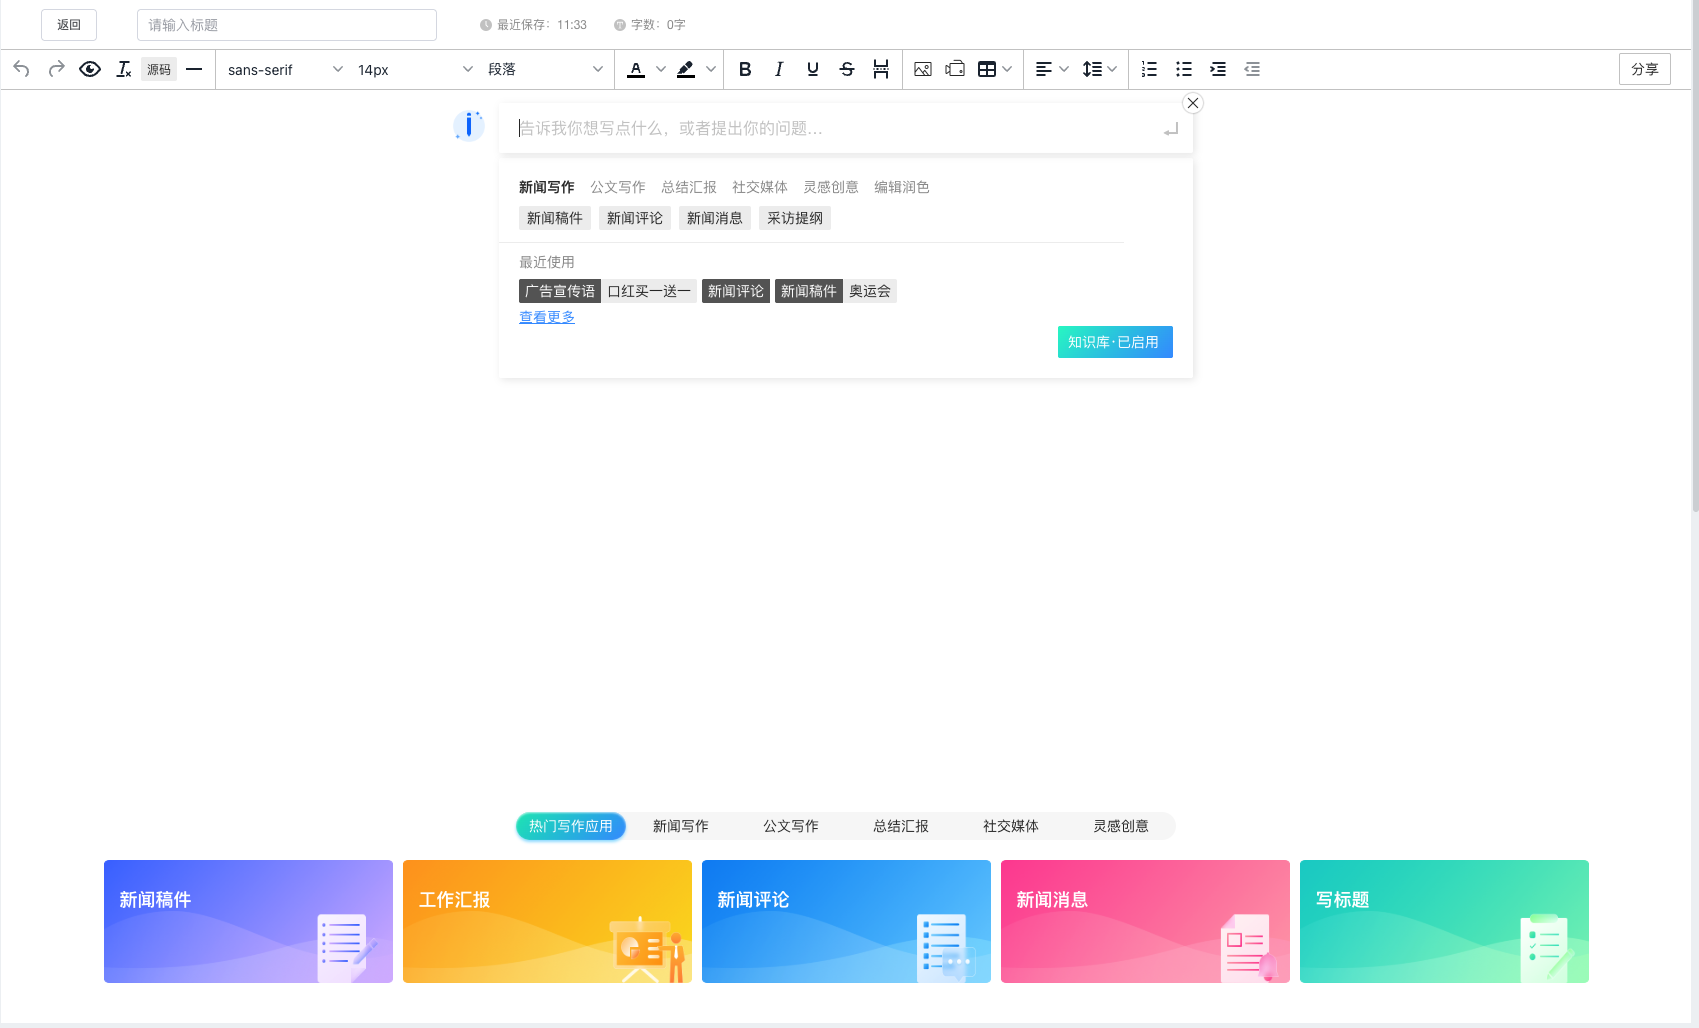 返回 请输入标题 最近保存：11:33 字数：0字
源码 sans-serif 14px 段落 分享
告诉我你想写点什么，或者提出你的问题...
新闻写作 公文写作 总结汇报 社交媒体 灵感创意 编辑润色
新闻稿件 新闻评论 新闻消息 采访提纲
最近使用
广告宣传语 口红买一送一 新闻评论 新闻稿件 奥运会
查看更多
知识库·已启用
热门写作应用 新闻写作 公文写作 总结汇报 社交媒体 灵感创意
新闻稿件 工作汇报 新闻评论 新闻消息 写标题